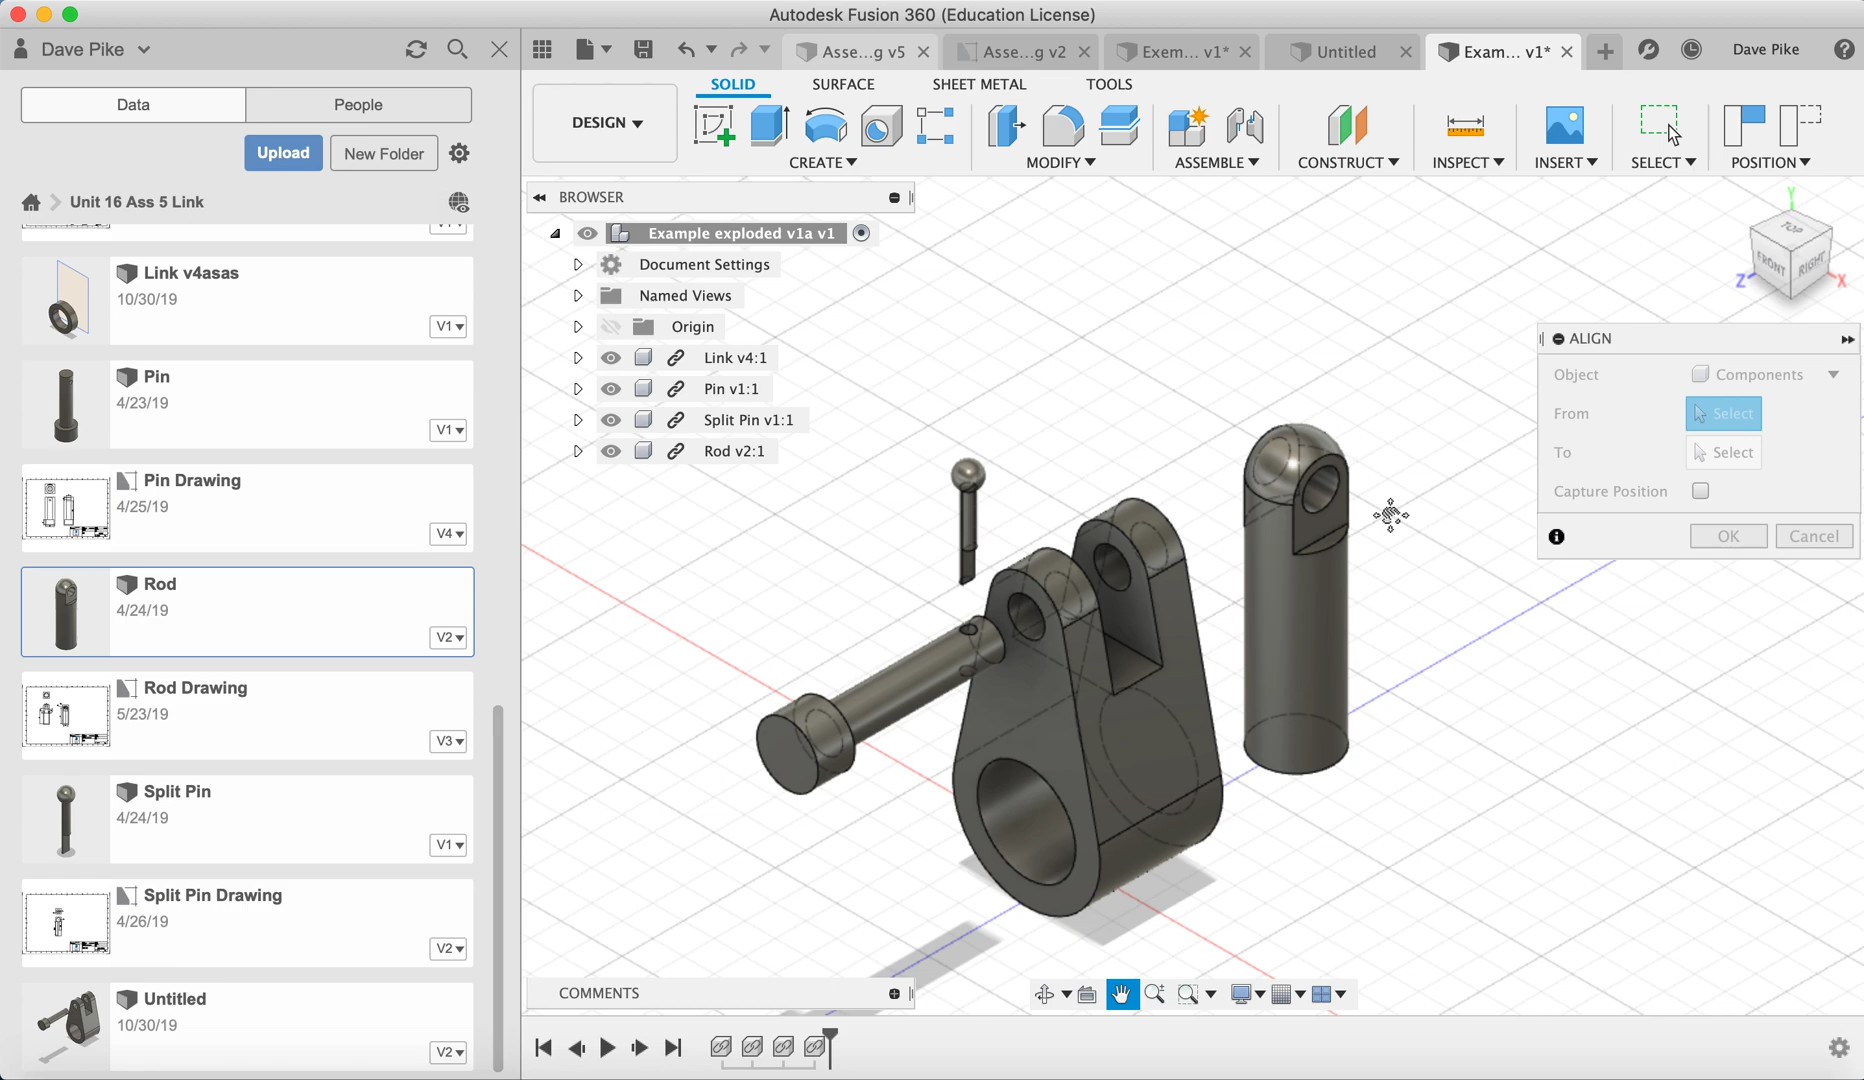 Autodesk Fusion 360 (Education License)
Dave Pike
Asse...g v5
Asse...g v2
Exem... v1*
Untitled
Exam... v1*
Dave Pike
Data
People
Upload
New Folder
Unit 16 Ass 5 Link
Link v4asas
10/30/19
V1
Pin
4/23/19
V1
Pin Drawing
4/25/19
V4
Rod
4/24/19
V2
Rod Drawing
5/23/19
V3
Split Pin
4/24/19
V1
Split Pin Drawing
4/26/19
V2
Untitled
10/30/19
V2
DESIGN
SOLID
SURFACE
SHEET METAL
TOOLS
CREATE
MODIFY
ASSEMBLE
CONSTRUCT
INSPECT
INSERT
SELECT
POSITION
BROWSER
Example exploded v1a v1
Document Settings
Named Views
Origin
Link v4:1
Pin v1:1
Split Pin v1:1
Rod v2:1
Y
TOP
FRONT
RIGHT
Z
X
ALIGN
Object
Components
From
Select
To
Select
Capture Position
OK
Cancel
COMMENTS